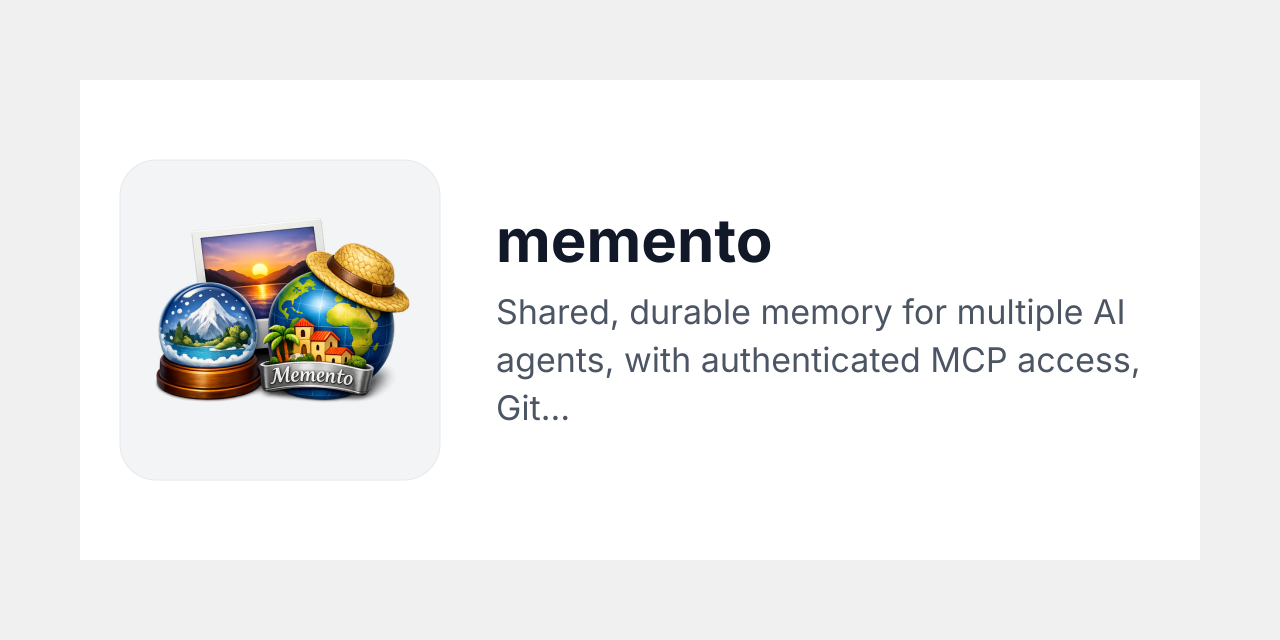 memento
Shared, durable memory for multiple AI
agents, with authenticated MCP access,
Git...
Memento